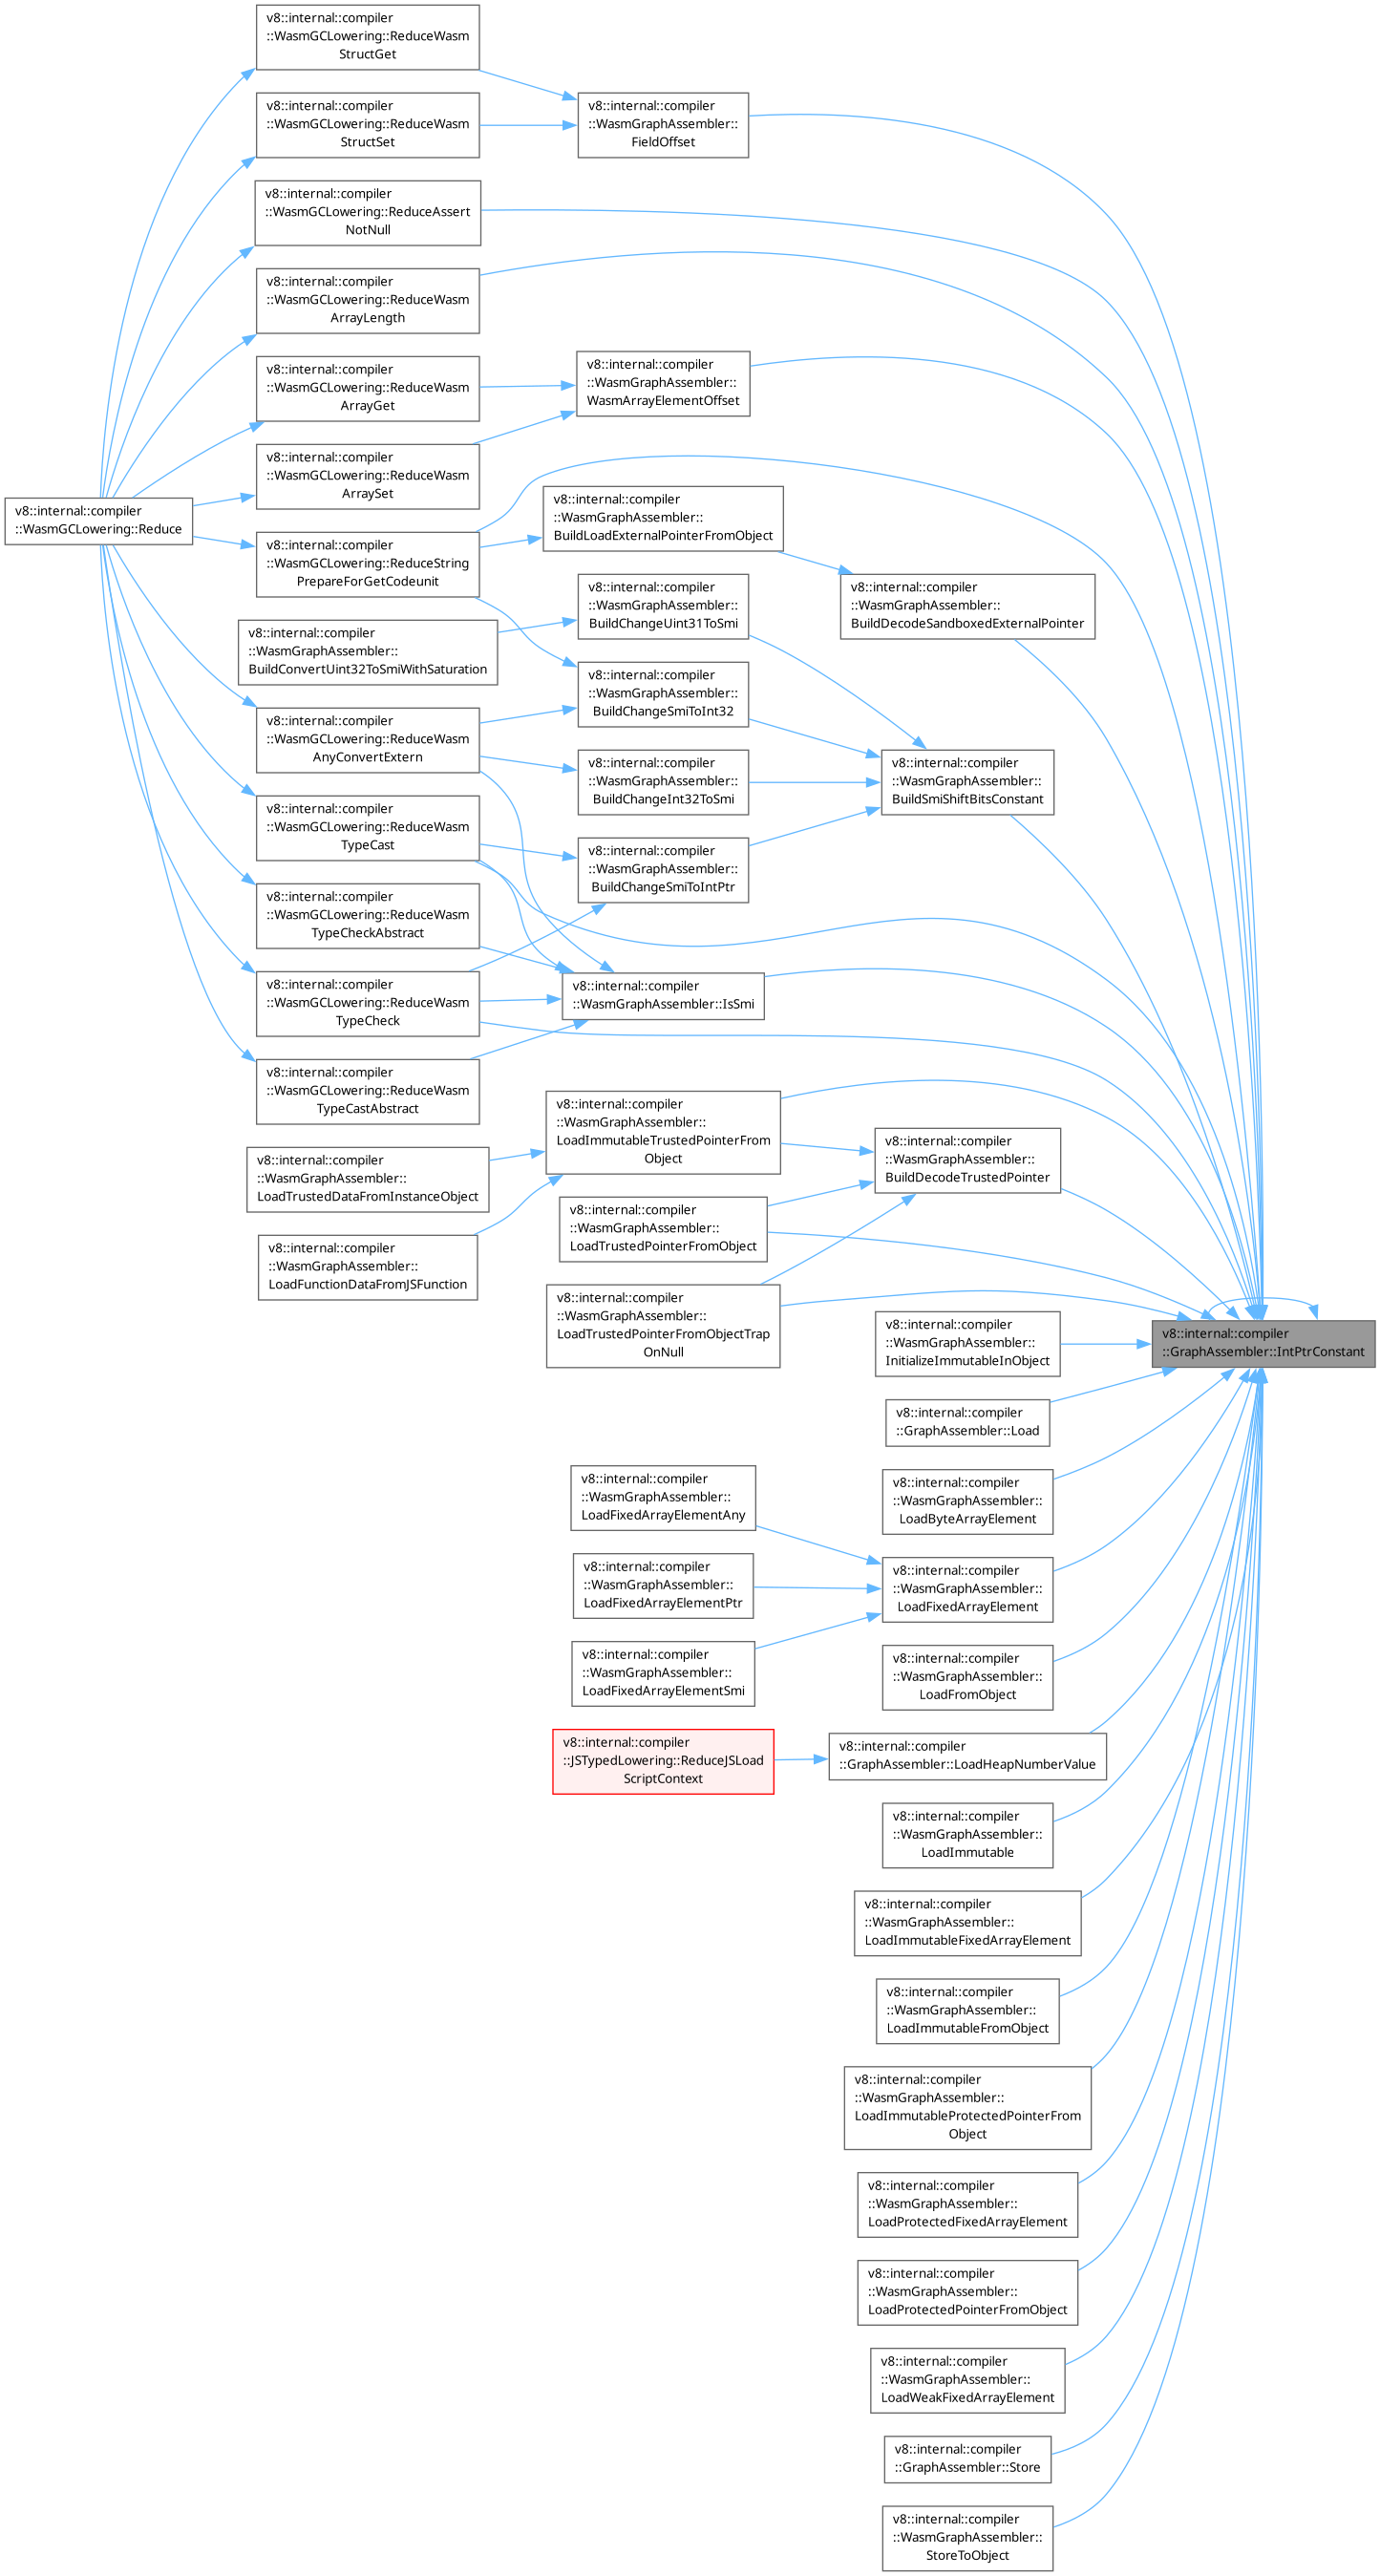 v8::internal::compiler
::WasmGCLowering::ReduceWasm
StructGet
v8::internal::compiler
::WasmGCLowering::ReduceWasm
StructSet
v8::internal::compiler
::WasmGraphAssembler::
FieldOffset
v8::internal::compiler
::WasmGCLowering::ReduceAssert
NotNull
v8::internal::compiler
::WasmGCLowering::ReduceWasm
ArrayLength
v8::internal::compiler
::WasmGCLowering::ReduceWasm
ArrayGet
v8::internal::compiler
::WasmGraphAssembler::
WasmArrayElementOffset
v8::internal::compiler
::WasmGCLowering::ReduceWasm
ArraySet
v8::internal::compiler
::WasmGCLowering::Reduce
v8::internal::compiler
::WasmGCLowering::ReduceString
PrepareForGetCodeunit
v8::internal::compiler
::WasmGraphAssembler::
BuildLoadExternalPointerFromObject
v8::internal::compiler
::WasmGraphAssembler::
BuildChangeUint31ToSmi
v8::internal::compiler
::WasmGraphAssembler::
BuildDecodeSandboxedExternalPointer
v8::internal::compiler
::WasmGraphAssembler::
BuildConvertUint32ToSmiWithSaturation
v8::internal::compiler
::WasmGraphAssembler::
BuildChangeSmiToInt32
v8::internal::compiler
::WasmGCLowering::ReduceWasm
AnyConvertExtern
v8::internal::compiler
::WasmGraphAssembler::
BuildChangeInt32ToSmi
v8::internal::compiler
::WasmGraphAssembler::
BuildSmiShiftBitsConstant
v8::internal::compiler
::WasmGCLowering::ReduceWasm
TypeCast
v8::internal::compiler
::WasmGraphAssembler::
BuildChangeSmiToIntPtr
v8::internal::compiler
::WasmGCLowering::ReduceWasm
TypeCheckAbstract
v8::internal::compiler
::WasmGCLowering::ReduceWasm
TypeCheck
v8::internal::compiler
::WasmGraphAssembler::IsSmi
v8::internal::compiler
::WasmGCLowering::ReduceWasm
TypeCastAbstract
v8::internal::compiler
::WasmGraphAssembler::
LoadImmutableTrustedPointerFrom
Object
v8::internal::compiler
::WasmGraphAssembler::
BuildDecodeTrustedPointer
v8::internal::compiler
::WasmGraphAssembler::
LoadTrustedDataFromInstanceObject
v8::internal::compiler
::WasmGraphAssembler::
LoadTrustedPointerFromObject
v8::internal::compiler
::WasmGraphAssembler::
LoadFunctionDataFromJSFunction
v8::internal::compiler
::WasmGraphAssembler::
LoadTrustedPointerFromObjectTrap
OnNull
v8::internal::compiler
::WasmGraphAssembler::
InitializeImmutableInObject
v8::internal::compiler
::GraphAssembler::IntPtrConstant
v8::internal::compiler
::GraphAssembler::Load
v8::internal::compiler
::WasmGraphAssembler::
LoadByteArrayElement
v8::internal::compiler
::WasmGraphAssembler::
LoadFixedArrayElementAny
v8::internal::compiler
::WasmGraphAssembler::
LoadFixedArrayElementPtr
v8::internal::compiler
::WasmGraphAssembler::
LoadFixedArrayElement
v8::internal::compiler
::WasmGraphAssembler::
LoadFixedArrayElementSmi
v8::internal::compiler
::WasmGraphAssembler::
LoadFromObject
v8::internal::compiler
::JSTypedLowering::ReduceJSLoad
ScriptContext
v8::internal::compiler
::GraphAssembler::LoadHeapNumberValue
v8::internal::compiler
::WasmGraphAssembler::
LoadImmutable
v8::internal::compiler
::WasmGraphAssembler::
LoadImmutableFixedArrayElement
v8::internal::compiler
::WasmGraphAssembler::
LoadImmutableFromObject
v8::internal::compiler
::WasmGraphAssembler::
LoadImmutableProtectedPointerFrom
Object
v8::internal::compiler
::WasmGraphAssembler::
LoadProtectedFixedArrayElement
v8::internal::compiler
::WasmGraphAssembler::
LoadProtectedPointerFromObject
v8::internal::compiler
::WasmGraphAssembler::
LoadWeakFixedArrayElement
v8::internal::compiler
::GraphAssembler::Store
v8::internal::compiler
::WasmGraphAssembler::
StoreToObject